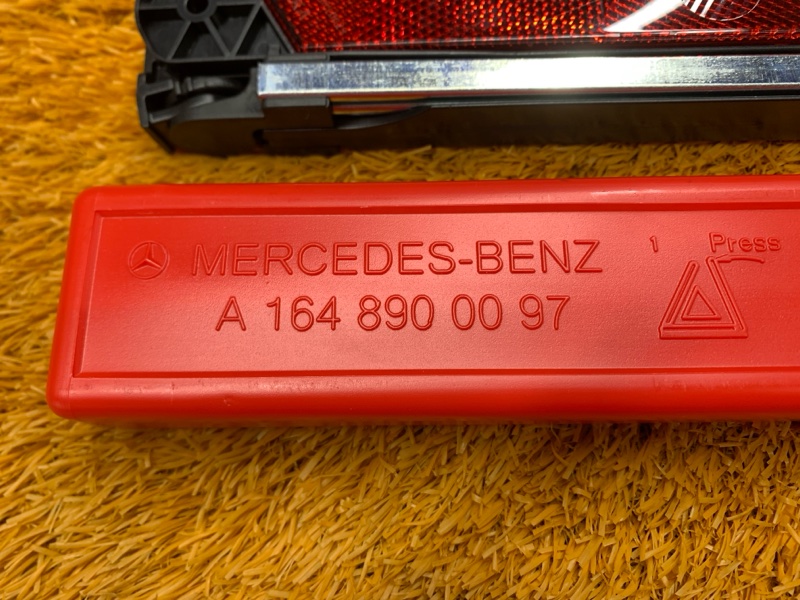 MERCEDES-BENZ
A 164 890 00 97
1 Press